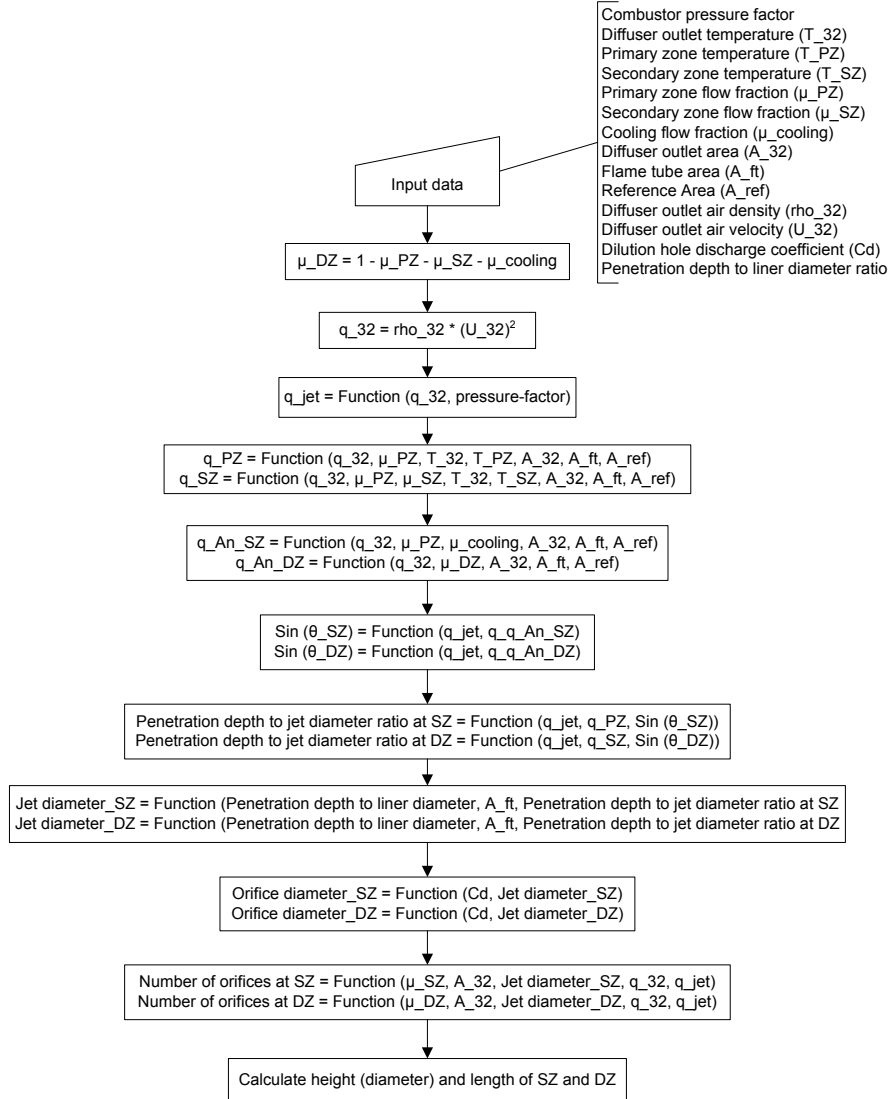 Combustor pressure factor
Diffuser outlet temperature (T_32)
Primary zone temperature (T_PZ)
Secondary zone temperature (T_SZ)
Primary zone flow fraction (μ_PZ)
Secondary zone flow fraction (μ_SZ)
Cooling flow fraction (μ_cooling)
Diffuser outlet area (A_32)
Flame tube area (A_ft)
Reference Area (A_ref)
Diffuser outlet air density (rho_32)
Diffuser outlet air velocity (U_32)
Dilution hole discharge coefficient (Cd)
Penetration depth to liner diameter ratio
Input data
μ_DZ = 1 - μ_PZ - μ_SZ - μ_cooling
q_32 = rho_32 * (U_32)²
q_jet = Function (q_32, pressure-factor)
q_PZ = Function (q_32, μ_PZ, T_32, T_PZ, A_32, A_ft, A_ref)
q_SZ = Function (q_32, μ_PZ, μ_SZ, T_32, T_SZ, A_32, A_ft, A_ref)
q_An_SZ = Function (q_32, μ_PZ, μ_cooling, A_32, A_ft, A_ref)
q_An_DZ = Function (q_32, μ_DZ, A_32, A_ft, A_ref)
Sin (θ_SZ) = Function (q_jet, q_q_An_SZ)
Sin (θ_DZ) = Function (q_jet, q_q_An_DZ)
Penetration depth to jet diameter ratio at SZ = Function (q_jet, q_PZ, Sin (θ_SZ))
Penetration depth to jet diameter ratio at DZ = Function (q_jet, q_SZ, Sin (θ_DZ))
Jet diameter_SZ = Function (Penetration depth to liner diameter, A_ft, Penetration depth to jet diameter ratio at SZ
Jet diameter_DZ = Function (Penetration depth to liner diameter, A_ft, Penetration depth to jet diameter ratio at DZ
Orifice diameter_SZ = Function (Cd, Jet diameter_SZ)
Orifice diameter_DZ = Function (Cd, Jet diameter_DZ)
Number of orifices at SZ = Function (μ_SZ, A_32, Jet diameter_SZ, q_32, q_jet)
Number of orifices at DZ = Function (μ_DZ, A_32, Jet diameter_DZ, q_32, q_jet)
Calculate height (diameter) and length of SZ and DZ